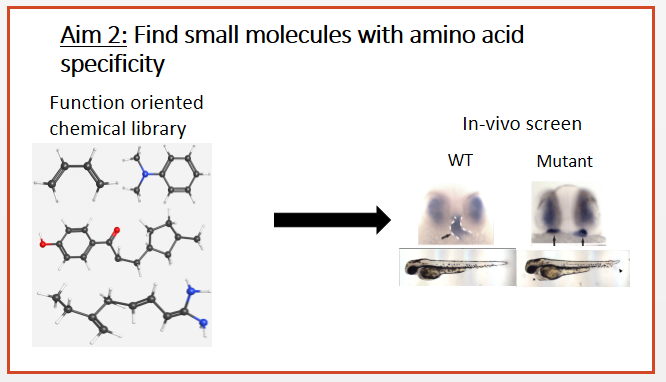 Aim 2: Find small molecules with amino acid
specificity
Function oriented
chemical library
In-vivo screen
WT
Mutant